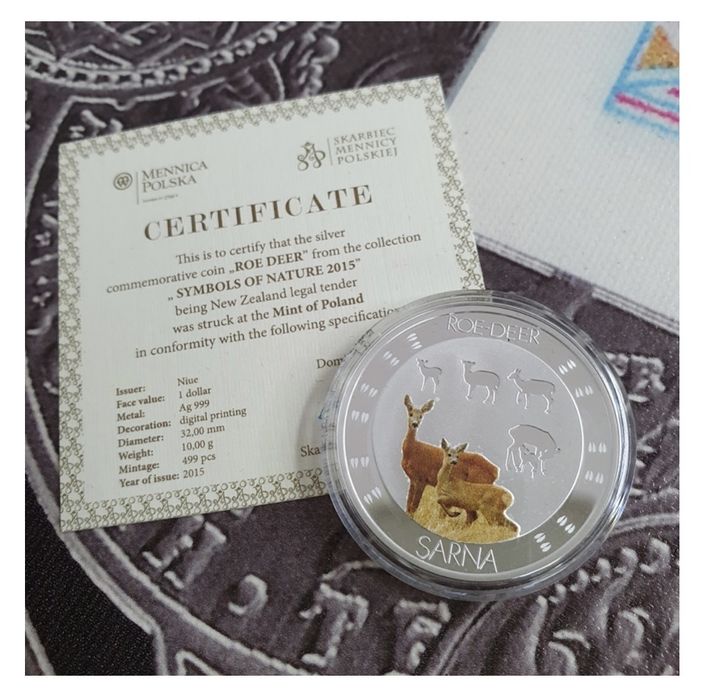 MENNICA
POLSKA
SKARBIEC
MENNICY
POLSKIEJ
CERTIFICATE
This is to certify that the silver
commemorative coin „ROE DEER" from the collection
„ SYMBOLS OF NATURE 2015"
being New Zealand legal tender
was struck at the Mint of Poland
in conformity with the following specification
Issuer: Niue
Face value: 1 dollar
Metal: Ag 999
Decoration: digital printing
Diameter: 32,00 mm
Weight: 10,00 g
Mintage: 499 pcs
Year of issue: 2015
ROE-DEER
SARNA